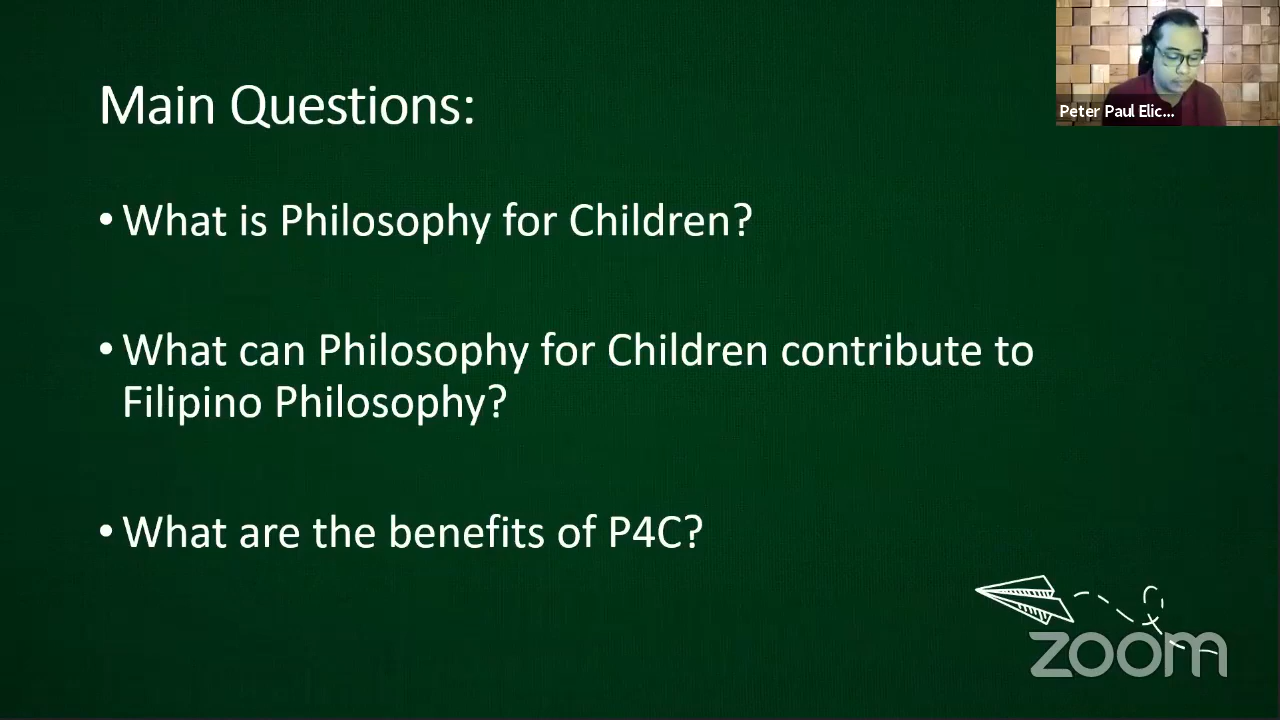 Main Questions:
Peter Paul Elic...
• What is Philosophy for Children?
• What can Philosophy for Children contribute to
Filipino Philosophy?
• What are the benefits of P4C?
zoom